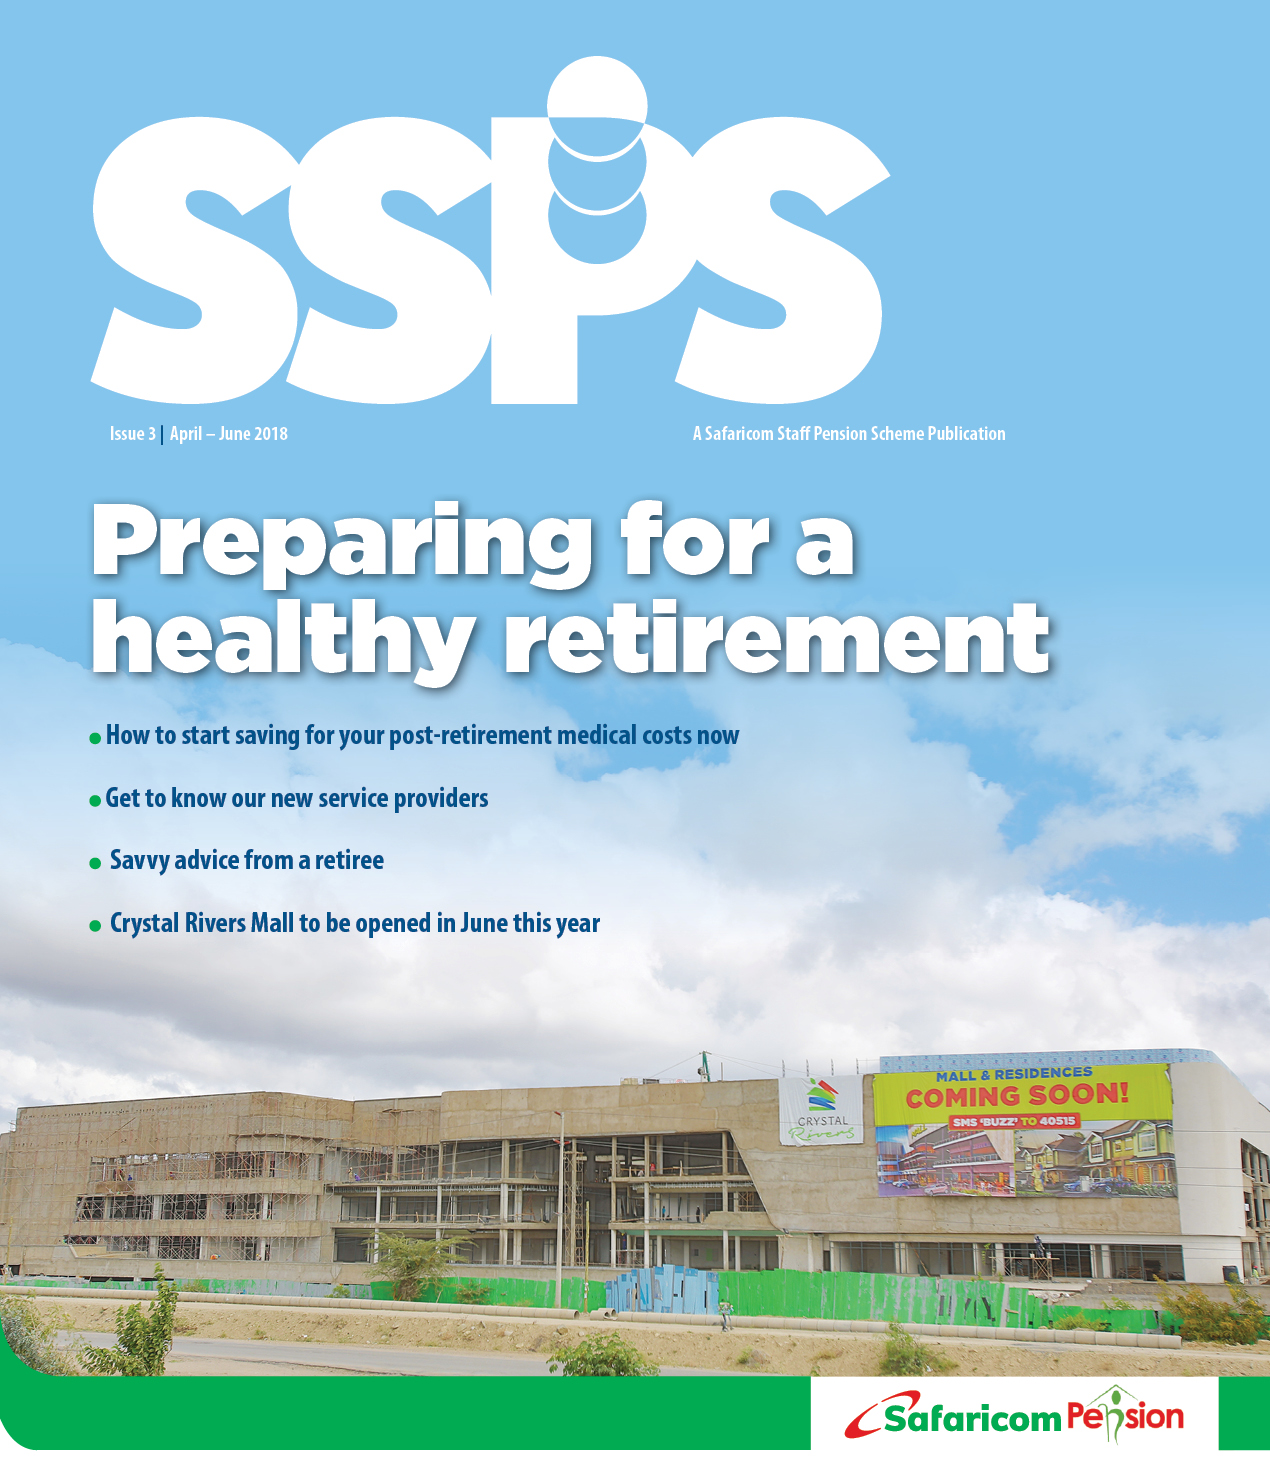 SSPS
Issue 3 | April – June 2018
A Safaricom Staff Pension Scheme Publication
Preparing for a
healthy retirement
● How to start saving for your post-retirement medical costs now
● Get to know our new service providers
● Savvy advice from a retiree
● Crystal Rivers Mall to be opened in June this year
MALL & RESIDENCES
COMING SOON!
SMS 'BUZZ' TO 40515
CRYSTAL
Rivers
Safaricom Pension